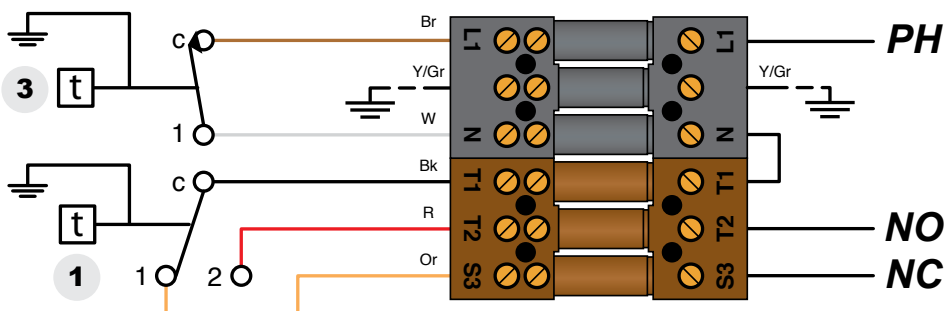 Br
L1
L1
PH
c
3
t
Y/Gr
Y/Gr
W
1
N
N
Bk
c
T1
T1
t
R
T2
T2
NO
1
1
2
Or
S3
S3
NC